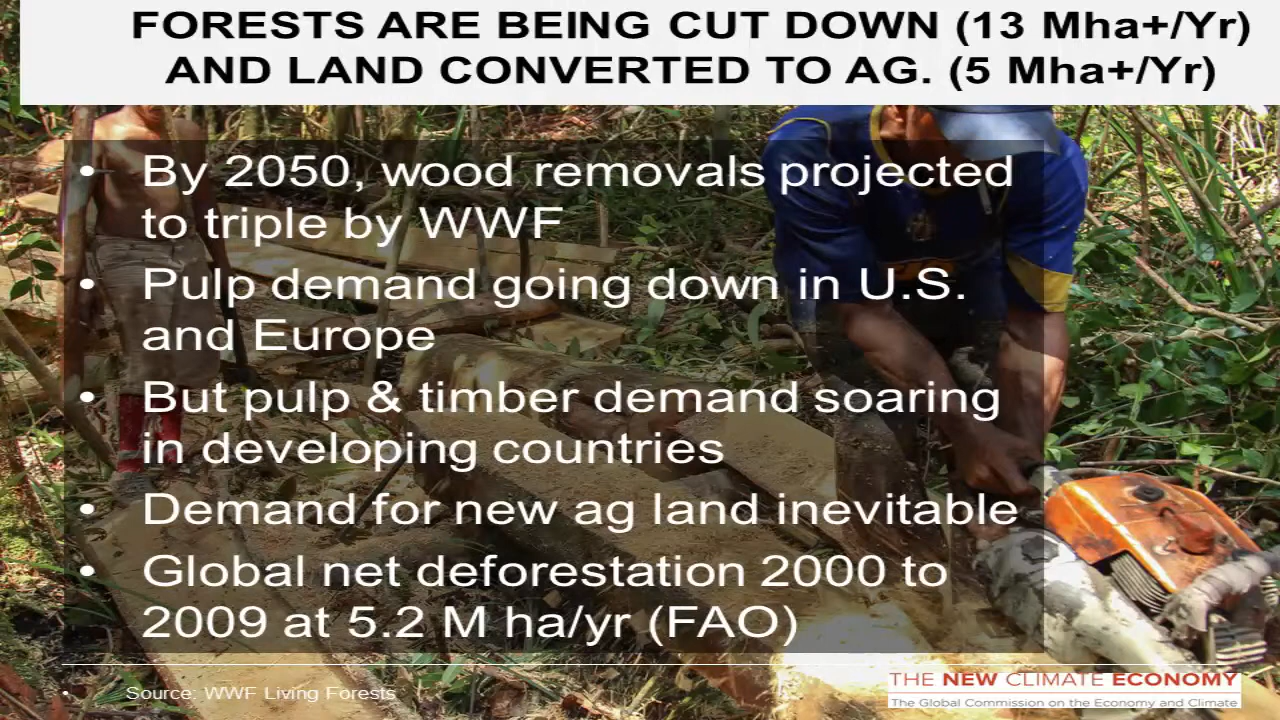 FORESTS ARE BEING CUT DOWN (13 Mha+/Yr)
AND LAND CONVERTED TO AG. (5 Mha+/Yr)
• By 2050, wood removals projected
to triple by WWF
• Pulp demand going down in U.S.
and Europe
• But pulp & timber demand soaring
in developing countries
• Demand for new ag land inevitable
• Global net deforestation 2000 to
2009 at 5.2 M ha/yr (FAO)
• Source: WWF Living Forests
THE NEW CLIMATE ECONOMY
The Global Commission on the Economy and Climate